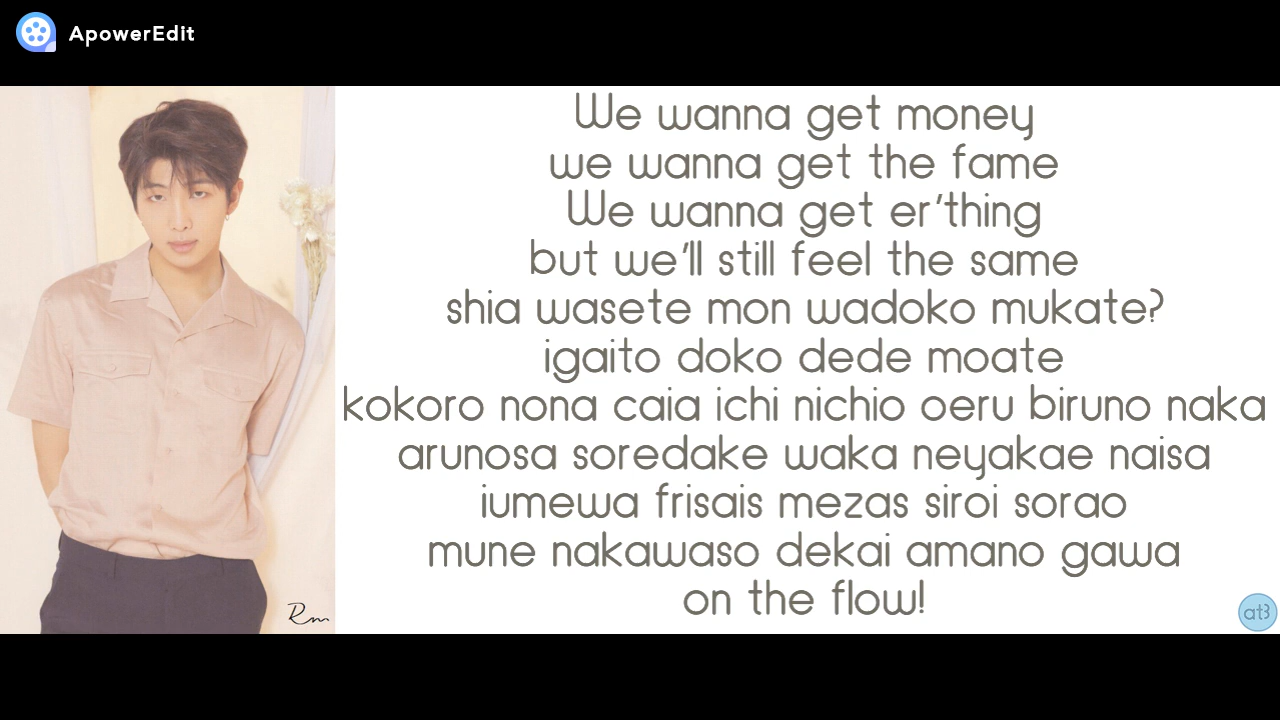 ApowerEdit
We wanna get money
we wanna get the fame
We wanna get er'thing
but we'll still feel the same
shia wasete mon wadoko mukate?
igaito doko dede moate
kokoro nona caia ichi nichio oeru biruno naka
arunosa soredake waka neyakae naisa
iumewa frisais mezas siroi sorao
mune nakawaso dekai amano gawa
on the flow!
Rm
at3